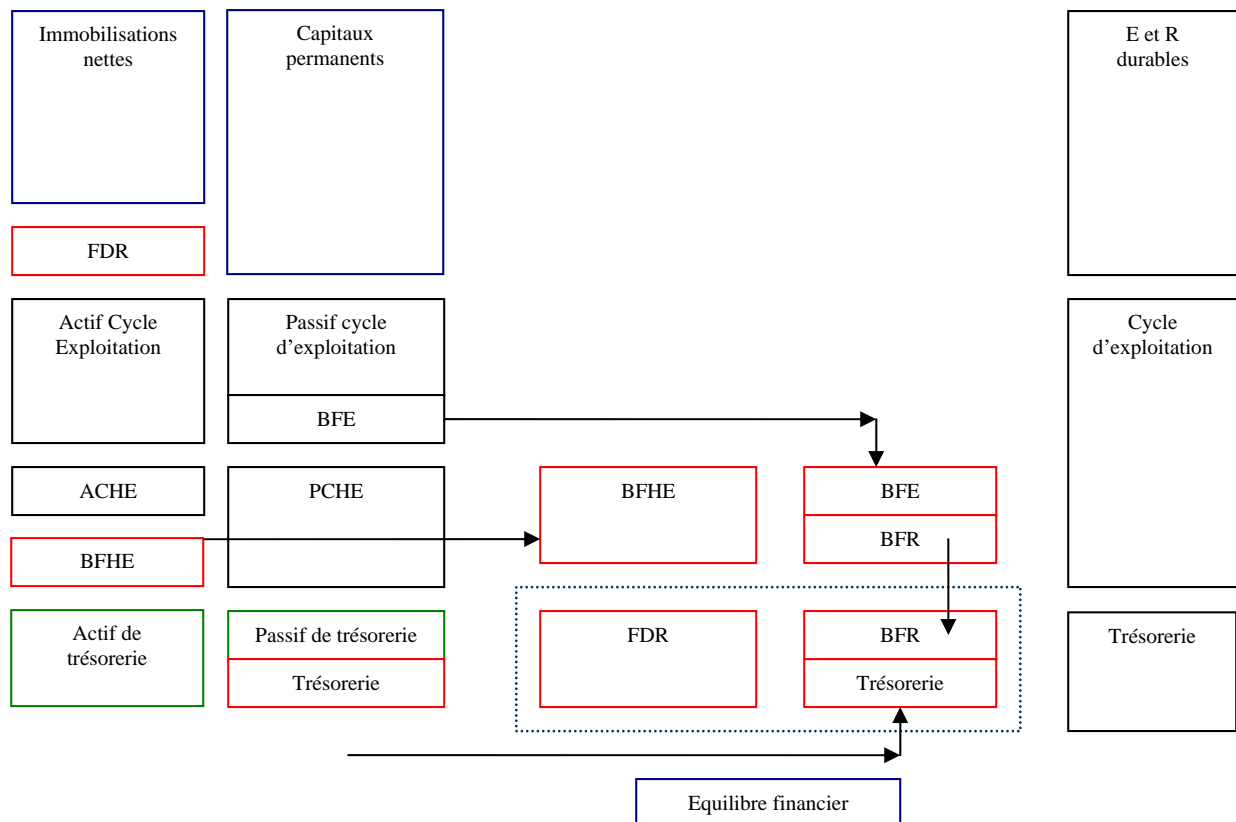 Immobilisations
nettes
Capitaux
permanents
E et R
durables
FDR
Actif Cycle
Exploitation
Passif cycle
d’exploitation
Cycle
d’exploitation
BFE
ACHE
PCHE
BFHE
BFE
BFR
BFHE
Actif de
trésorerie
Passif de trésorerie
Trésorerie
FDR
BFR
Trésorerie
Trésorerie
Equilibre financier